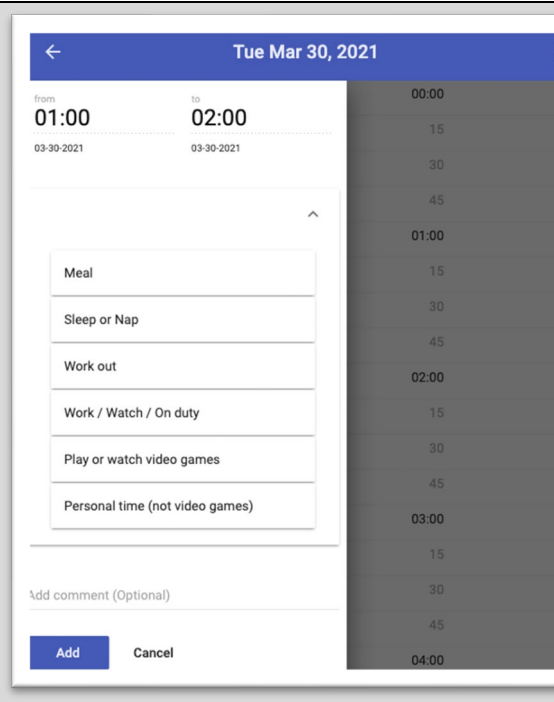 Tue Mar 30, 2021
from to
01:00 02:00
03-30-2021 03-30-2021
Meal
Sleep or Nap
Work out
Work / Watch / On duty
Play or watch video games
Personal time (not video games)
Add comment (Optional)
Add Cancel
00:00
15
30
45
01:00
15
30
45
02:00
15
30
45
03:00
15
30
45
04:00